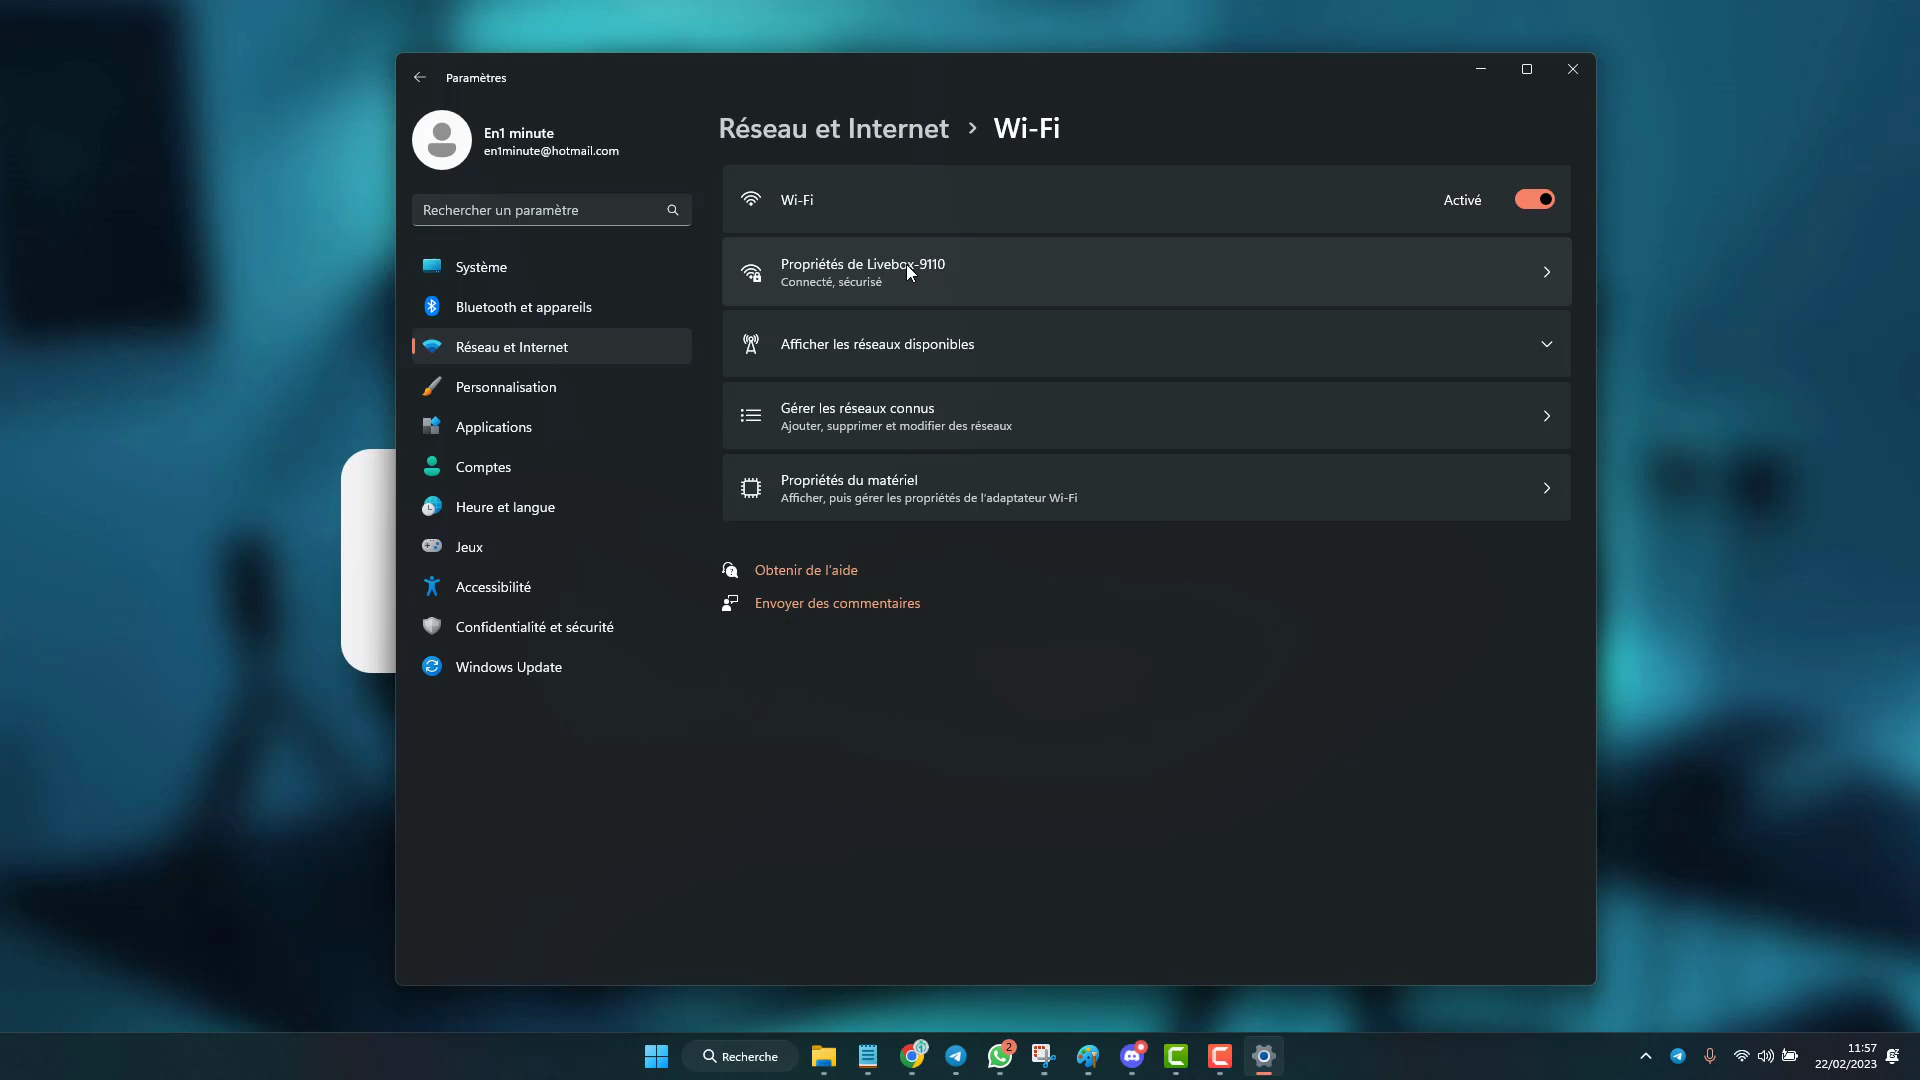 Paramètres
En1 minute
en1minute@hotmail.com
Rechercher un paramètre
Système
Bluetooth et appareils
Réseau et Internet
Personnalisation
Applications
Comptes
Heure et langue
Jeux
Accessibilité
Confidentialité et sécurité
Windows Update
Réseau et Internet > Wi-Fi
Wi-Fi
Activé
Propriétés de Livebox-9110
Connecté, sécurisé
Afficher les réseaux disponibles
Gérer les réseaux connus
Ajouter, supprimer et modifier des réseaux
Propriétés du matériel
Afficher, puis gérer les propriétés de l'adaptateur Wi-Fi
Obtenir de l'aide
Envoyer des commentaires
Recherche
2
11:57
22/02/2023